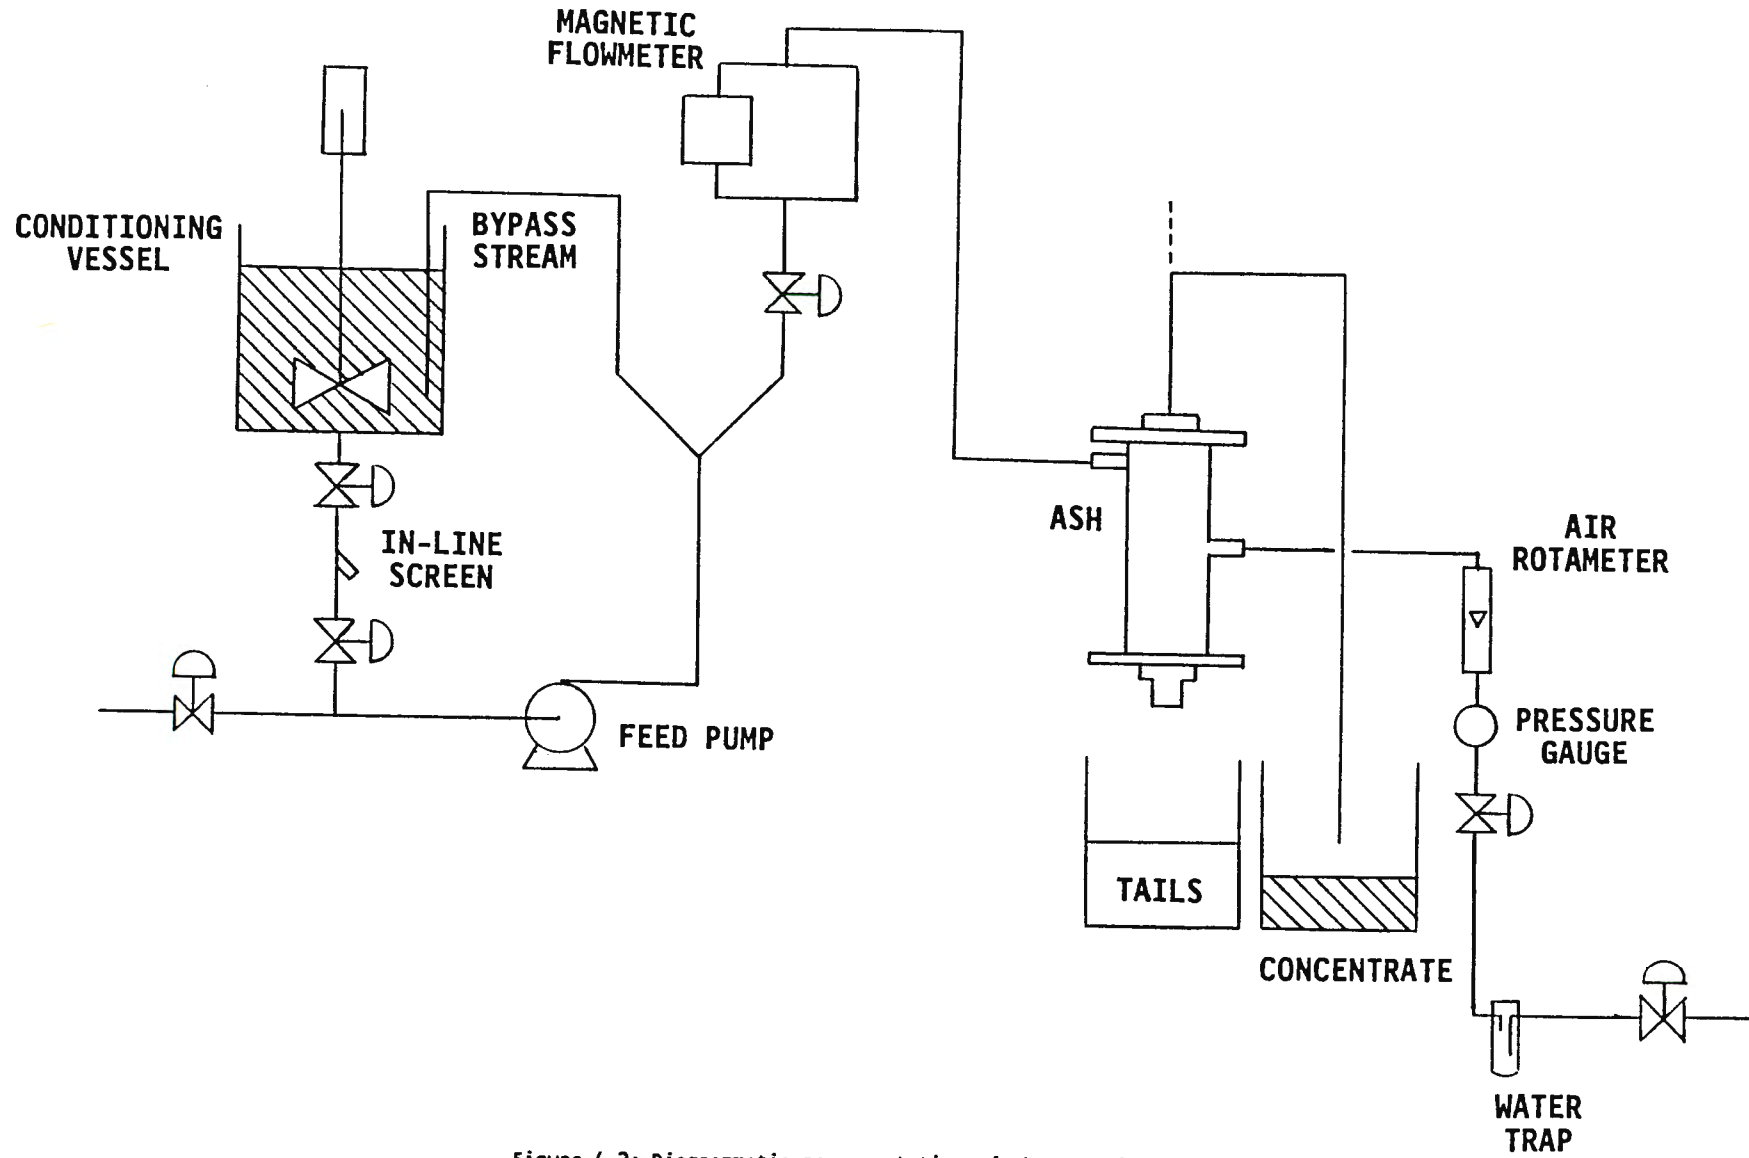 MAGNETIC
FLOWMETER
CONDITIONING
VESSEL
BYPASS
STREAM
IN-LINE
SCREEN
FEED PUMP
ASH
AIR
ROTAMETER
PRESSURE
GAUGE
TAILS
CONCENTRATE
WATER
TRAP